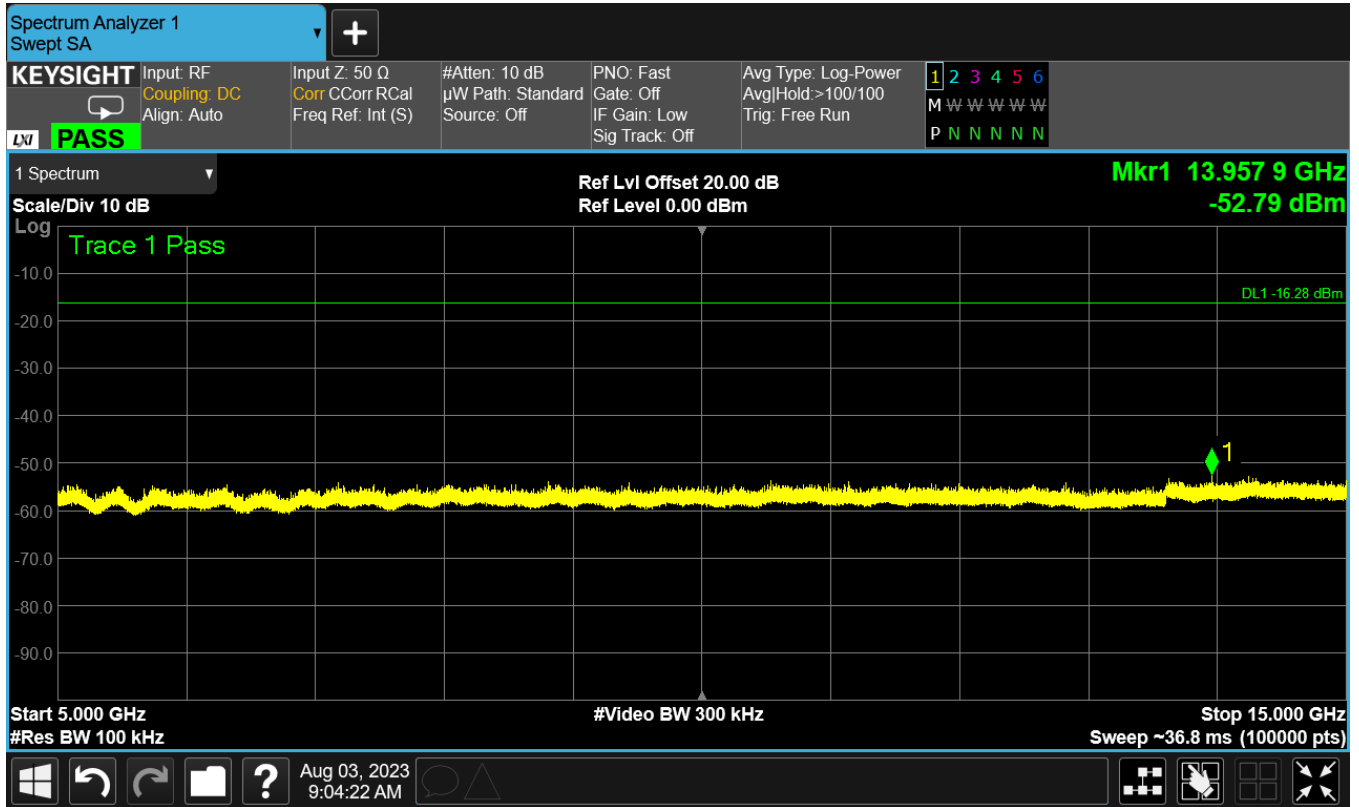 Spectrum Analyzer 1
Swept SA
KEYSIGHT
LXI PASS
Input: RF
Coupling: DC
Align: Auto
Input Z: 50 Ω
Corr CCorr RCal
Freq Ref: Int (S)
#Atten: 10 dB
µW Path: Standard
Source: Off
PNO: Fast
Gate: Off
IF Gain: Low
Sig Track: Off
Avg Type: Log-Power
Avg|Hold:>100/100
Trig: Free Run
1 2 3 4 5 6
M W W W W W
P N N N N N
1 Spectrum
Scale/Div 10 dB
Ref Lvl Offset 20.00 dB
Ref Level 0.00 dBm
Mkr1 13.957 9 GHz
-52.79 dBm
Log
Trace 1 Pass
-10.0
DL1 -16.28 dBm
-20.0
-30.0
-40.0
1
-50.0
-60.0
-70.0
-80.0
-90.0
Start 5.000 GHz
#Res BW 100 kHz
#Video BW 300 kHz
Stop 15.000 GHz
Sweep ~36.8 ms (100000 pts)
?
Aug 03, 2023
9:04:22 AM